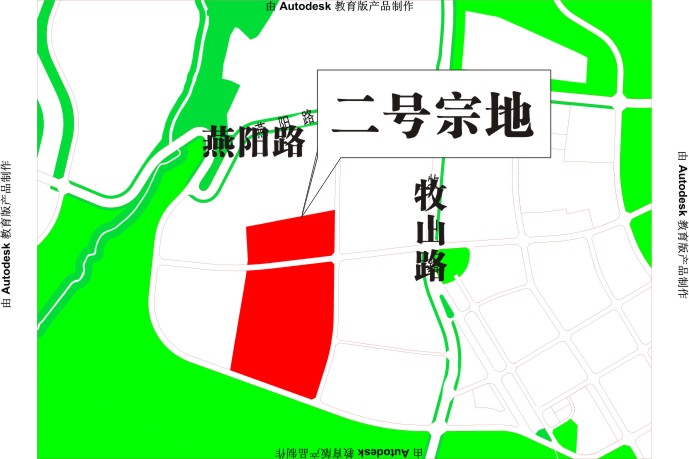 由 Autodesk 教育版产品制作
二号宗地
燕阳路
燕阳路
牧山路
由 Autodesk 教育版产品制作
由 Autodesk 教育版产品制作
由 Autodesk 教育版产品制作